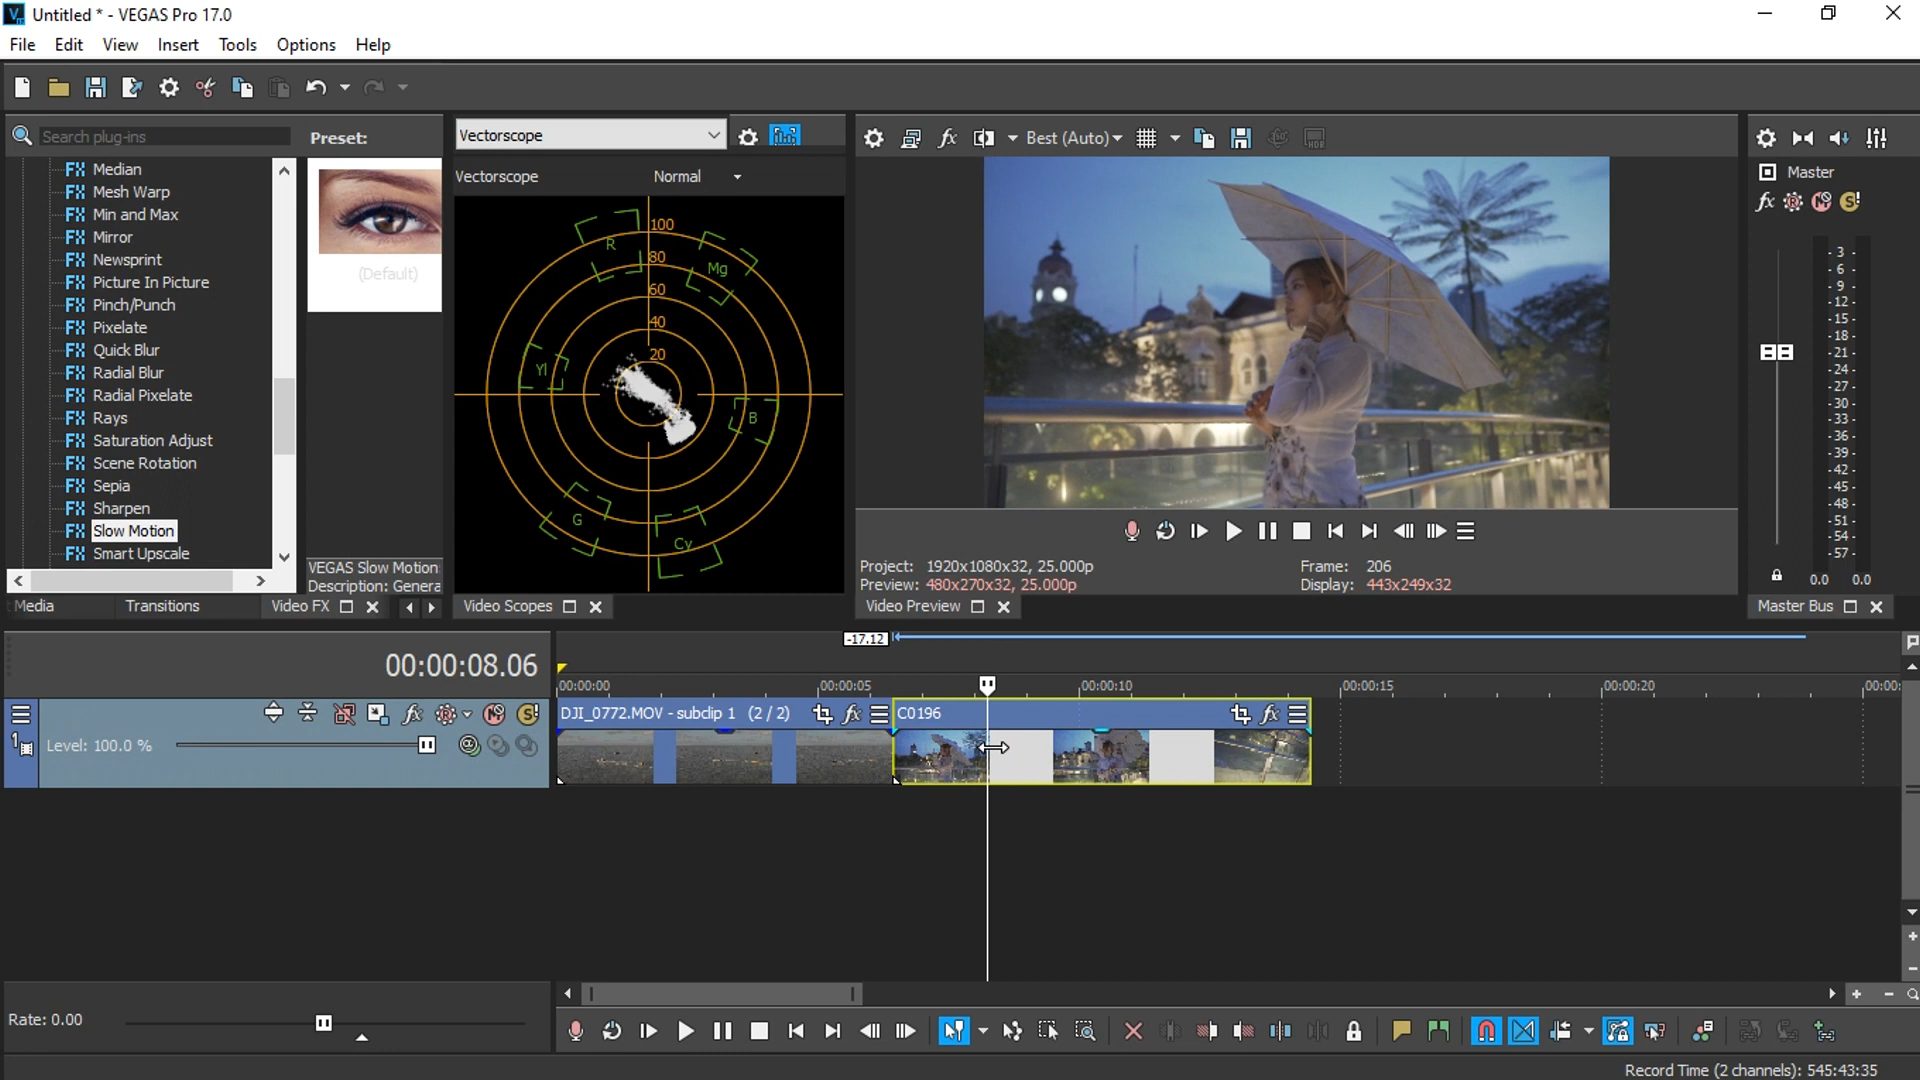 Untitled * - VEGAS Pro 17.0
File Edit View Insert Tools Options Help
Search plug-ins
Preset:
Median
Mesh Warp
Min and Max
Mirror
Newsprint
Picture In Picture
Pinch/Punch
Pixelate
Quick Blur
Radial Blur
Radial Pixelate
Rays
Saturation Adjust
Scene Rotation
Sepia
Sharpen
Slow Motion
Smart Upscale
(Default)
VEGAS Slow Motion
Description: Genera
t Media Transitions Video FX
Vectorscope
Vectorscope Normal
100
80
60
40
20
R
Mg
Yl
B
G
Cy
Video Scopes
Best (Auto)
HDR
Project: 1920x1080x32, 25.000p
Preview: 480x270x32, 25.000p
Frame: 206
Display: 443x249x32
Video Preview
Master
- 3 -
- 6 -
- 9 -
-12 -
-15 -
-18 -
-21 -
-24 -
-27 -
-30 -
-33 -
-36 -
-39 -
-42 -
-45 -
-48 -
-51 -
-54 -
-57 -
0.0 0.0
Master Bus
-17.12
00:00:08.06
00:00:00 00:00:05 00:00:10 00:00:15 00:00:20 00:00:
Level: 100.0 %
1
DJI_0772.MOV - subclip 1 (2 / 2)
C0196
Rate: 0.00
Record Time (2 channels): 545:43:35